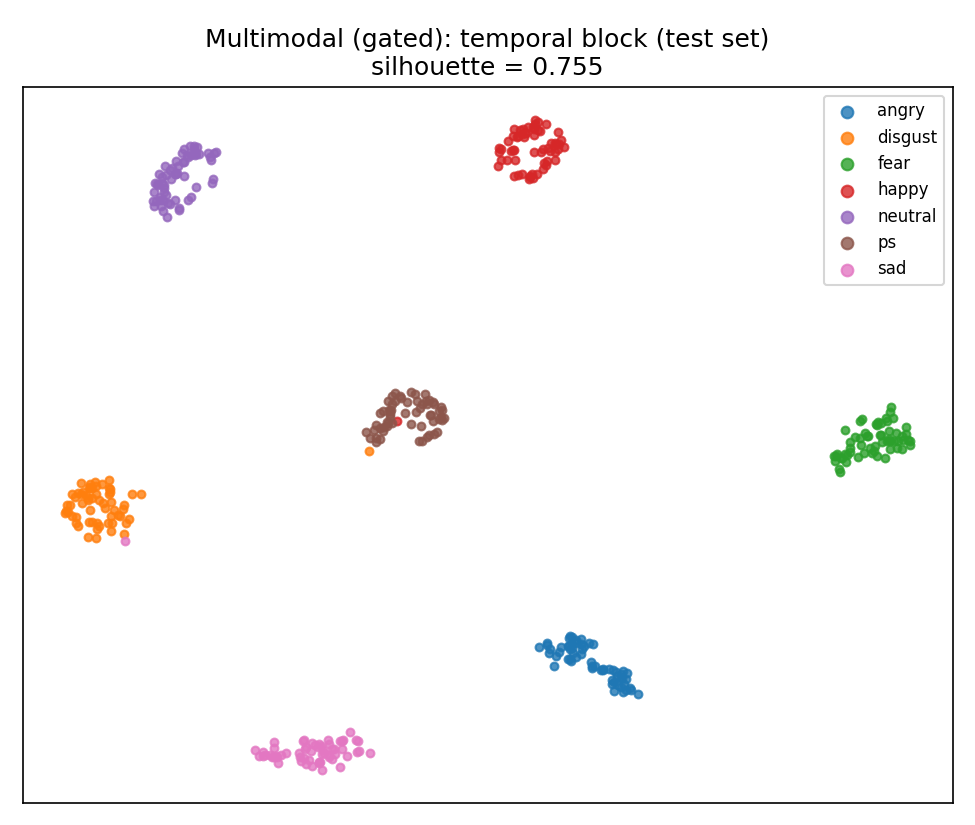 Multimodal (gated): temporal block (test set)
silhouette = 0.755
angry
disgust
fear
happy
neutral
ps
sad